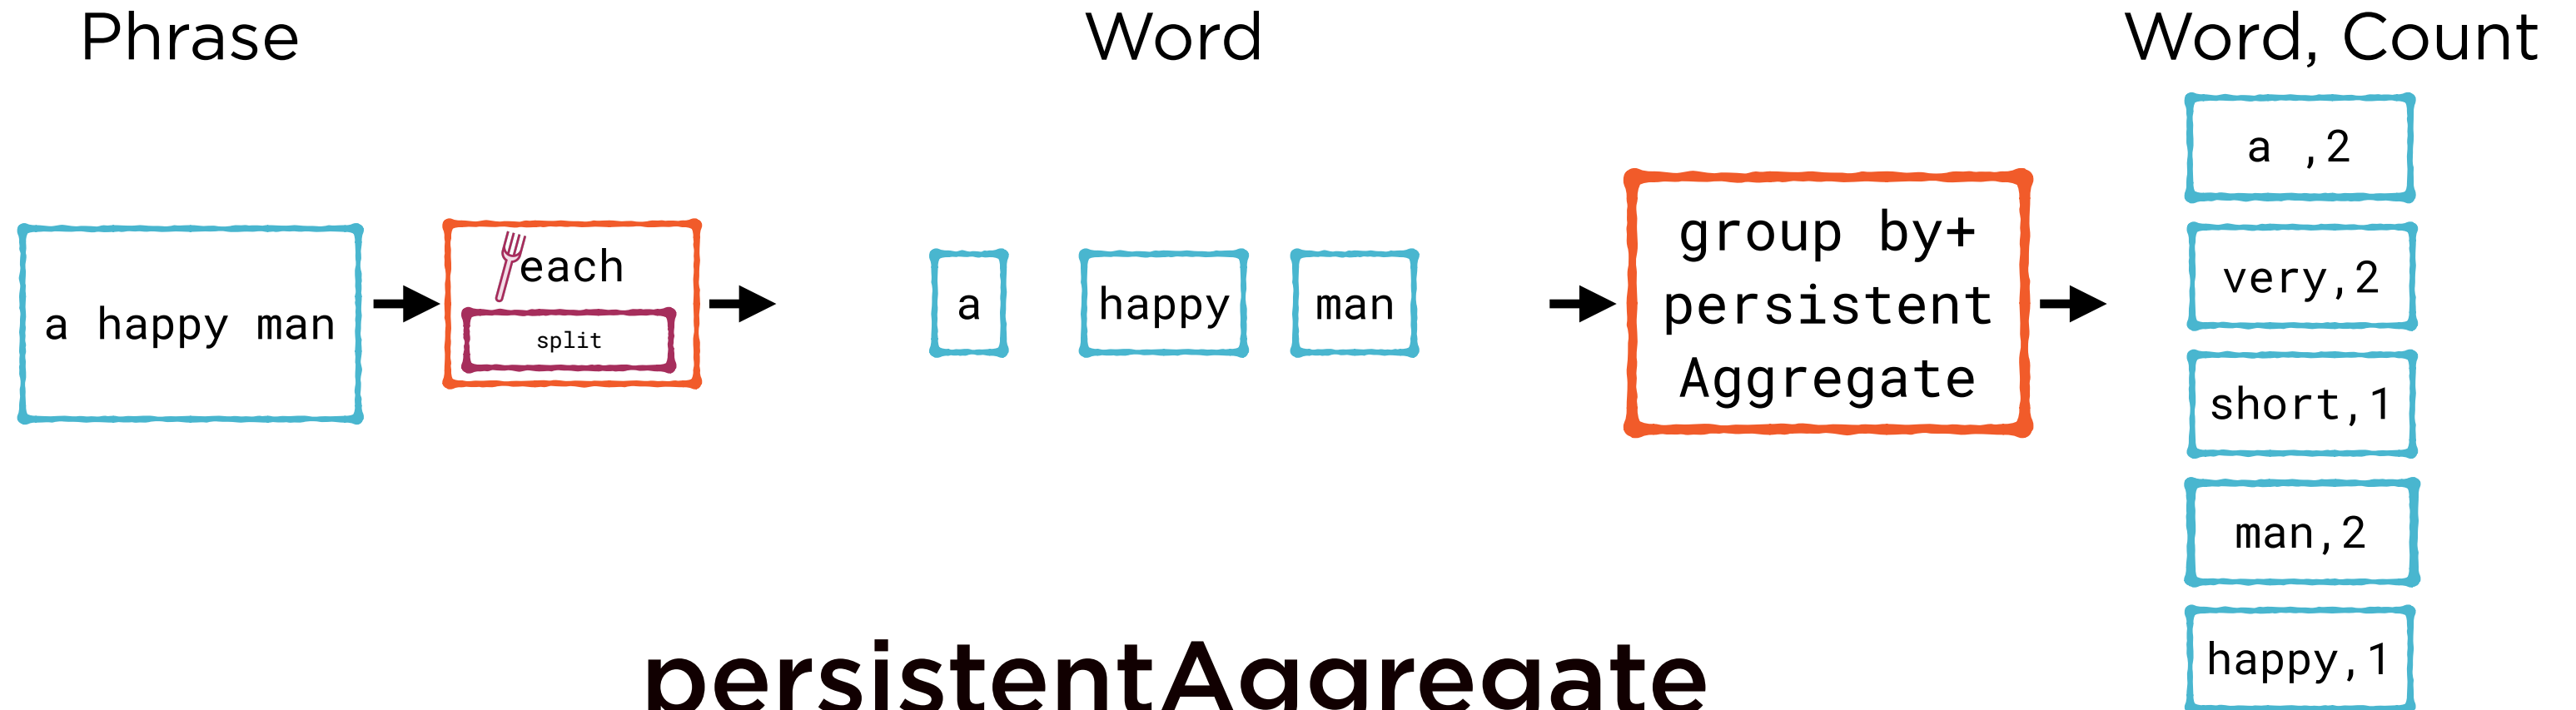 Phrase
Word
Word, Count
a happy man
each
split
a
happy
man
group by+
persistent
Aggregate
a ,2
very,2
short,1
man,2
happy,1
persistentAggregate